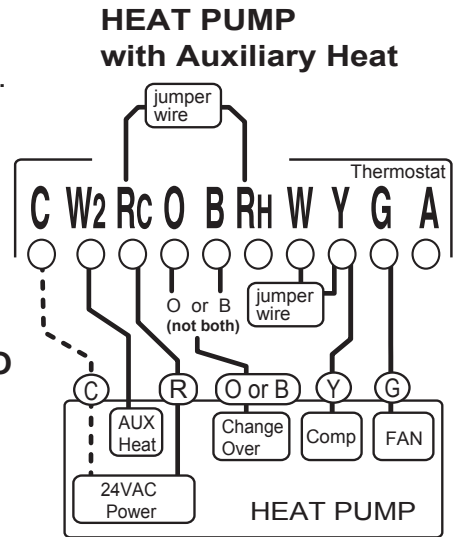 HEAT PUMP
with Auxiliary Heat
.
jumper
wire
Thermostat
C W2 RC O B RH W Y G A
O or B
(not both)
jumper
wire
D
C R O or B Y G
AUX
Heat
Change
Over
Comp
FAN
24VAC
Power
HEAT PUMP